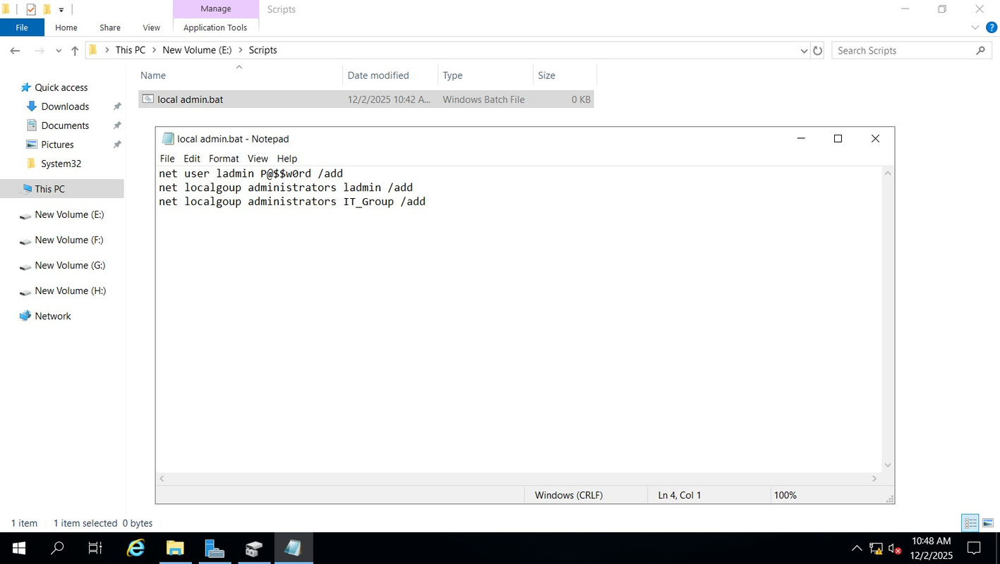 Manage
Scripts
File
Home
Share
View
Application Tools
?
This PC
New Volume (E:)
Scripts
Search Scripts
Name
Date modified
Type
Size
local admin.bat
12/2/2025 10:42 A...
Windows Batch File
0 KB
Quick access
Downloads
Documents
Pictures
System32
This PC
New Volume (E:)
New Volume (F:)
New Volume (G:)
New Volume (H:)
Network
local admin.bat - Notepad
File Edit Format View Help
net user ladmin P@$$w0rd /add
net localgoup administrators ladmin /add
net localgoup administrators IT_Group /add
Windows (CRLF)
Ln 4, Col 1
100%
1 item
1 item selected 0 bytes
10:48 AM
12/2/2025